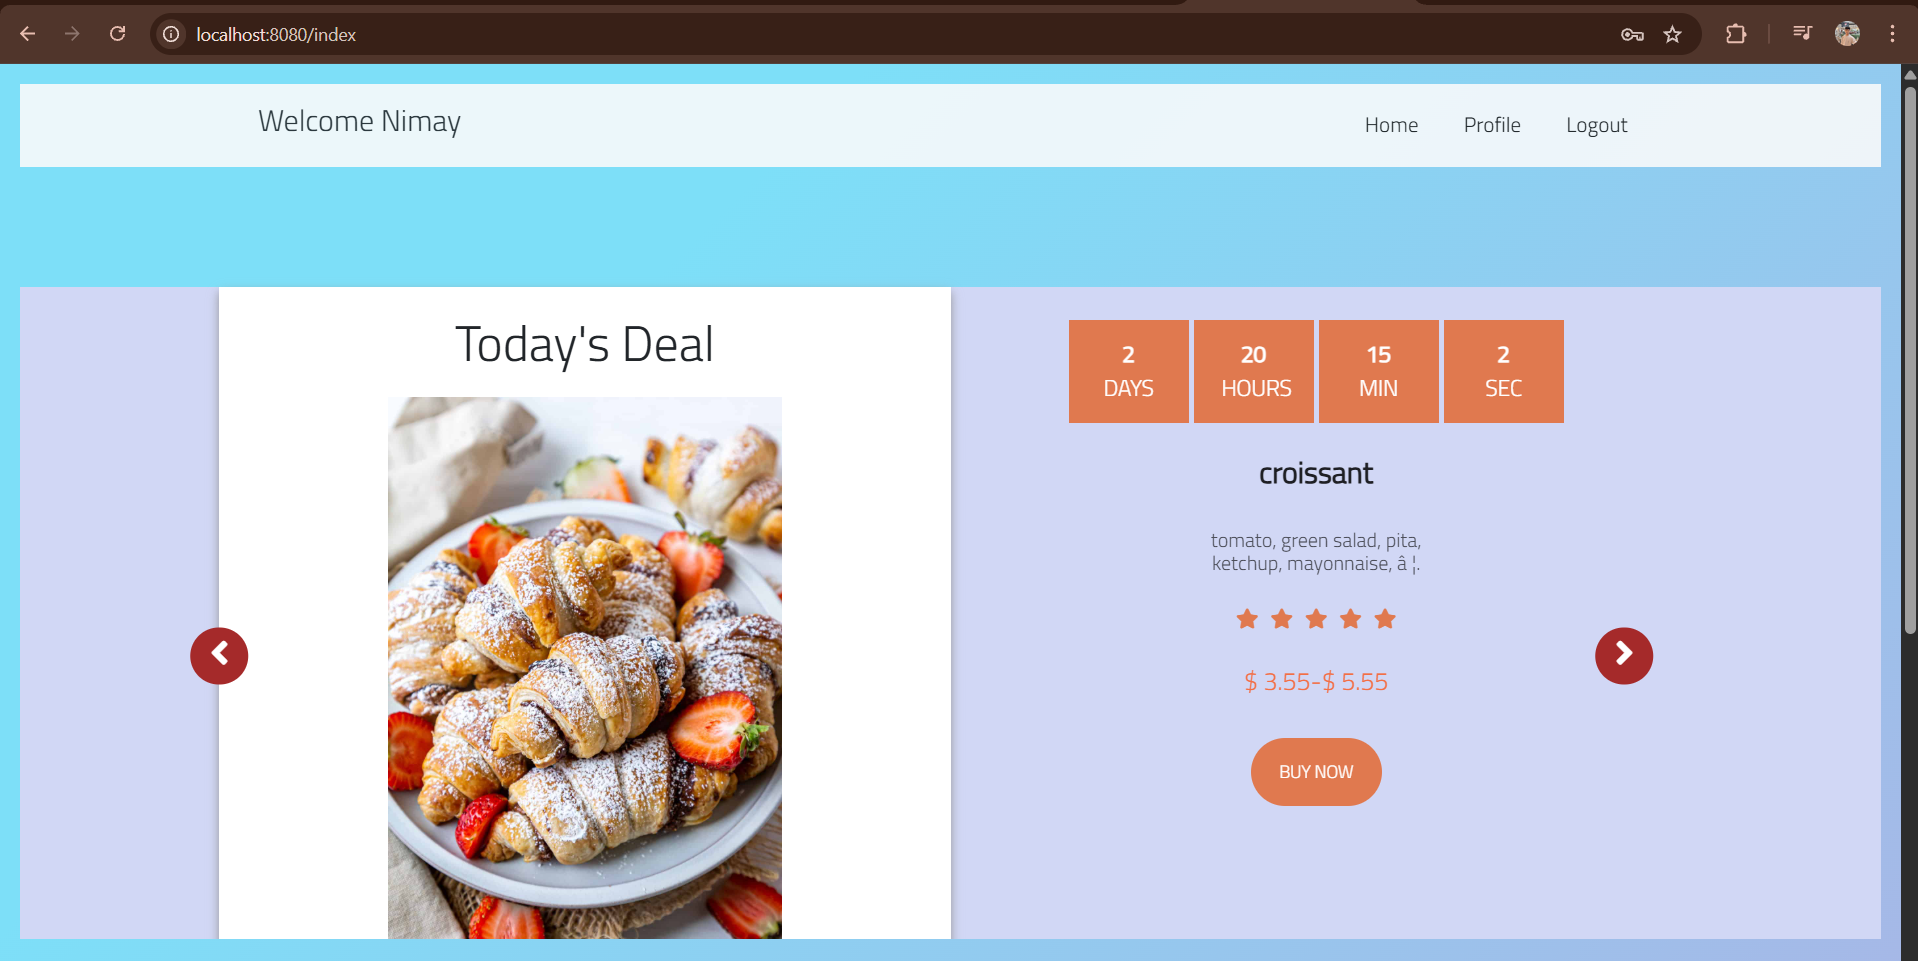 localhost:8080/index
Welcome Nimay
Home Profile Logout
Today's Deal
2 20 15 2
DAYS HOURS MIN SEC
croissant
tomato, green salad, pita,
ketchup, mayonnaise, â ¦.
$ 3.55-$ 5.55
BUY NOW